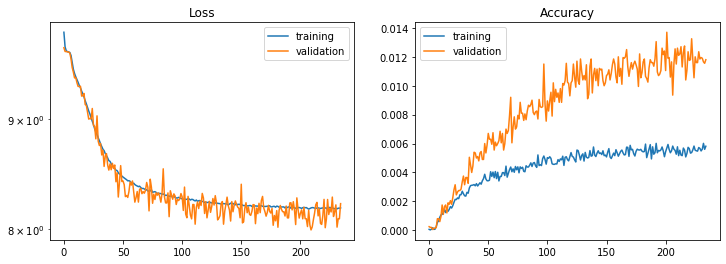 Loss
training
validation
9 × 10⁰
8 × 10⁰
0 50 100 150 200
Accuracy
training
validation
0.014
0.012
0.010
0.008
0.006
0.004
0.002
0.000
0 50 100 150 200